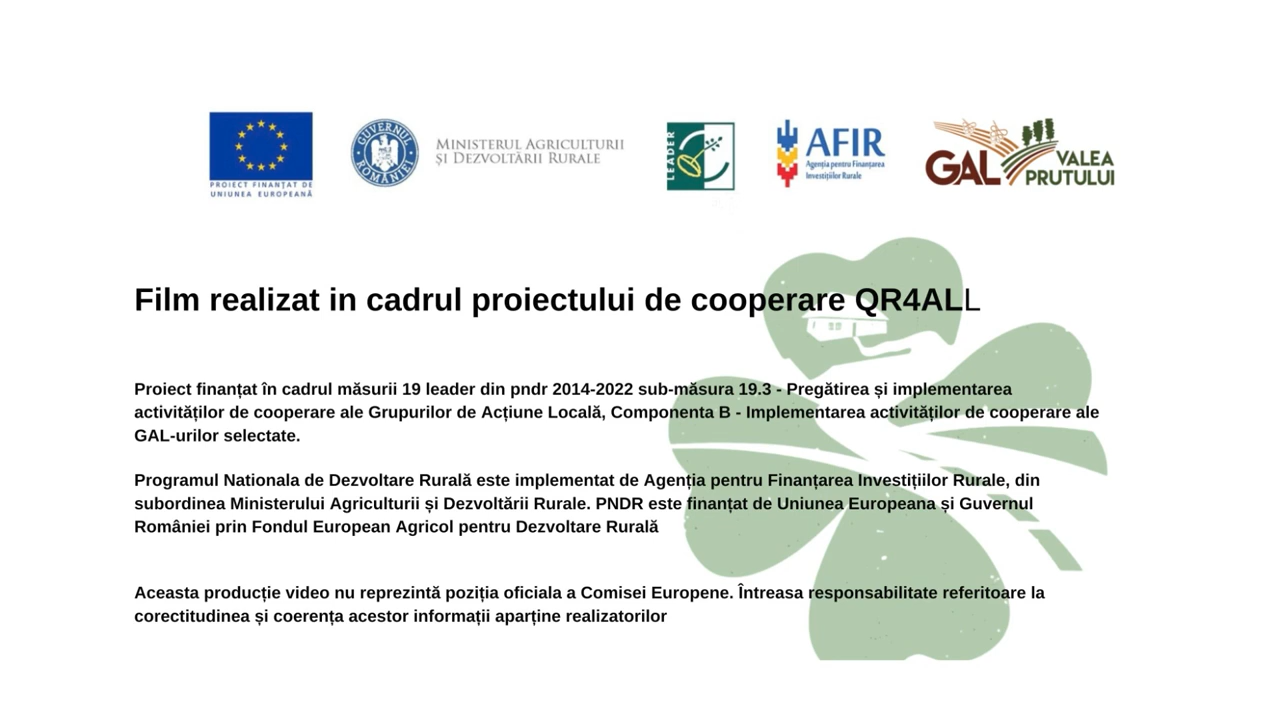 PROIECT FINANȚAT DE
UNIUNEA EUROPEANĂ
GUVERNUL
ROMÂNIEI
MINISTERUL AGRICULTURII
ȘI DEZVOLTĂRII RURALE
LEADER
AFIR
Agenția pentru Finanțarea
Investițiilor Rurale
GAL
VALEA
PRUTULUI
Film realizat in cadrul proiectului de cooperare QR4ALL
Proiect finanțat în cadrul măsurii 19 leader din pndr 2014-2022 sub-măsura 19.3 - Pregătirea și implementarea
activităților de cooperare ale Grupurilor de Acțiune Locală, Componenta B - Implementarea activităților de cooperare ale
GAL-urilor selectate.
Programul Nationala de Dezvoltare Rurală este implementat de Agenția pentru Finanțarea Investițiilor Rurale, din
subordinea Ministerului Agriculturii și Dezvoltării Rurale. PNDR este finanțat de Uniunea Europeana și Guvernul
României prin Fondul European Agricol pentru Dezvoltare Rurală
Aceasta producție video nu reprezintă poziția oficiala a Comisei Europene. Întreasa responsabilitate referitoare la
corectitudinea și coerența acestor informații aparține realizatorilor